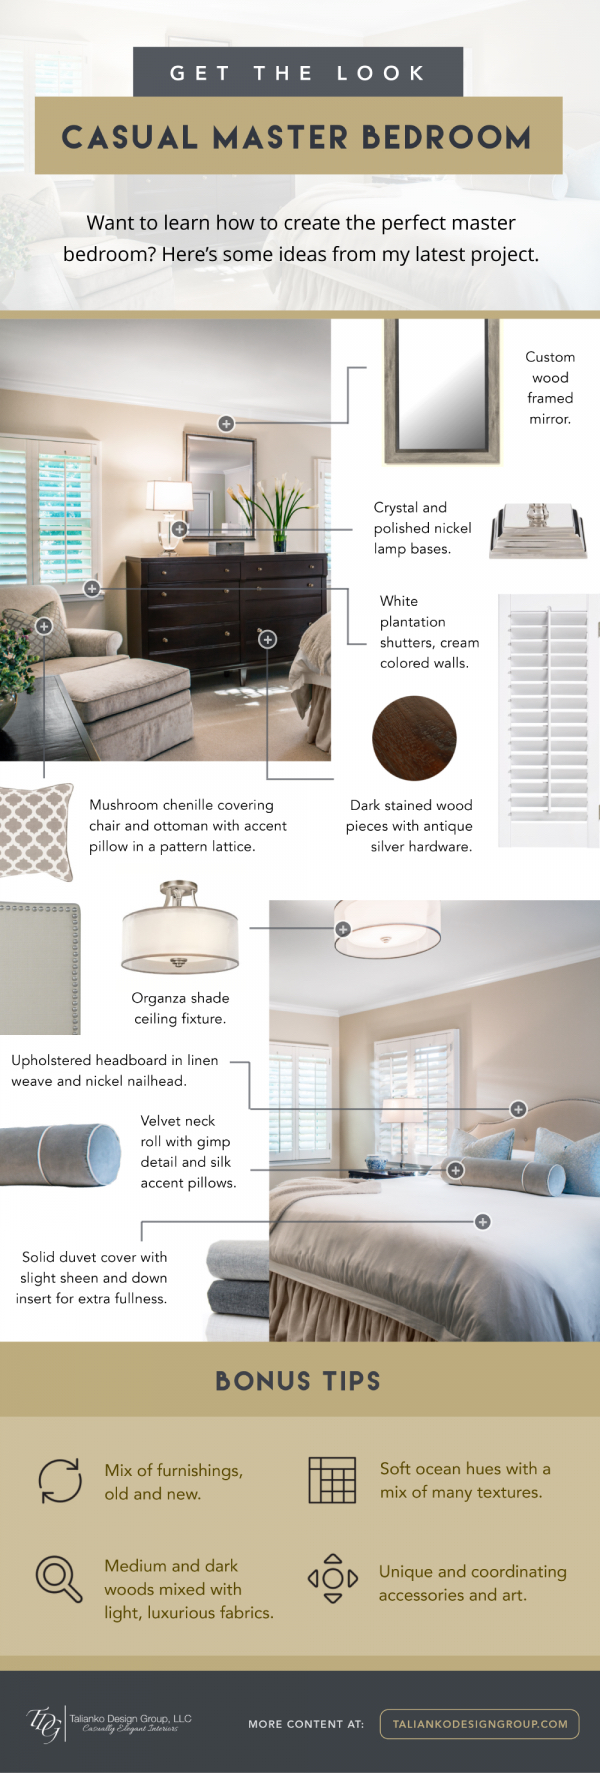 GET THE LOOK
CASUAL MASTER BEDROOM
Want to learn how to create the perfect master
bedroom? Here's some ideas from my latest project.
Custom
wood
framed
mirror.
Crystal and
polished nickel
lamp bases.
White
plantation
shutters, cream
colored walls.
Mushroom chenille covering
chair and ottoman with accent
pillow in a pattern lattice.
Dark stained wood
pieces with antique
silver hardware.
Organza shade
ceiling fixture.
Upholstered headboard in linen
weave and nickel nailhead.
Velvet neck
roll with gimp
detail and silk
accent pillows.
Solid duvet cover with
slight sheen and down
insert for extra fullness.
BONUS TIPS
Mix of furnishings,
old and new.
Soft ocean hues with a
mix of many textures.
Medium and dark
woods mixed with
light, luxurious fabrics.
Unique and coordinating
accessories and art.
TDG
Talianko Design Group, LLC
Casually Elegant Interiors
MORE CONTENT AT:
TALIANKODESIGNGROUP.COM